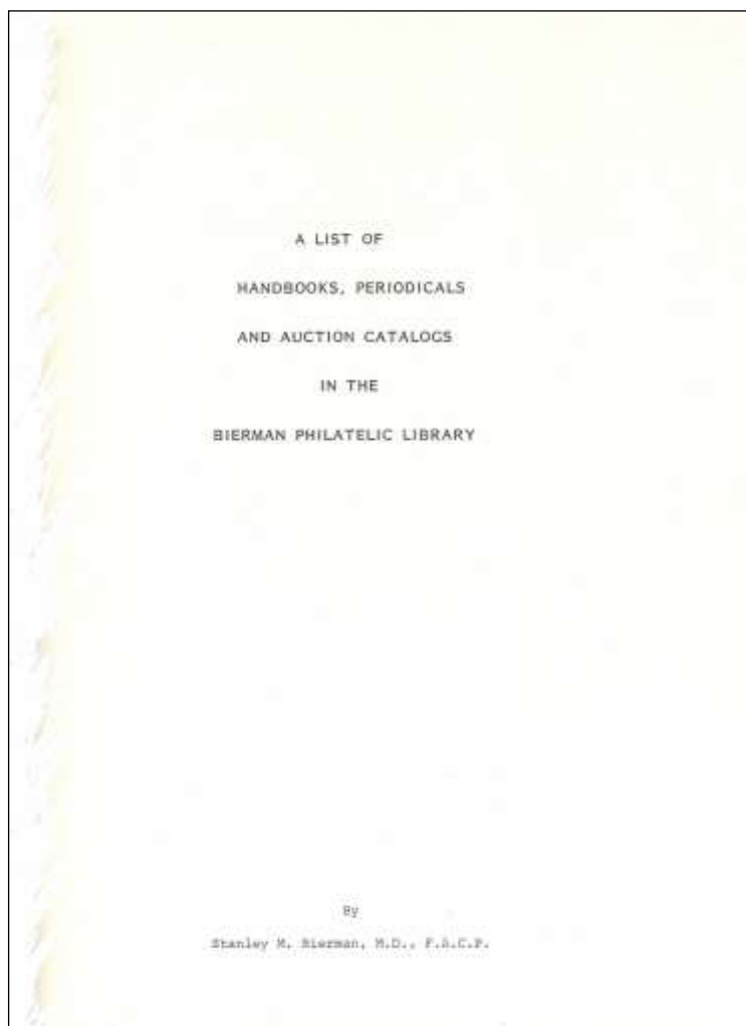 A LIST OF
HANDBOOKS, PERIODICALS
AND AUCTION CATALOGS
IN THE
BIERMAN PHILATELIC LIBRARY
By
Stanley M. Bierman, M.D., F.A.C.P.